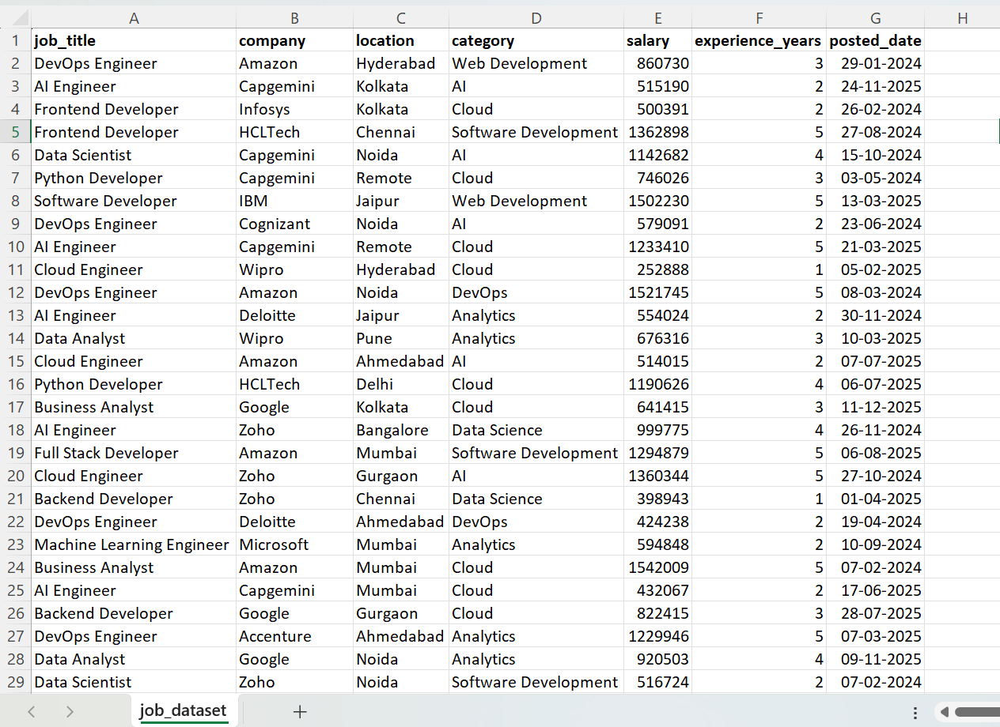 A B C D E F G H
1 job_title company location category salary experience_years posted_date
2 DevOps Engineer Amazon Hyderabad Web Development 860730 3 29-01-2024
3 AI Engineer Capgemini Kolkata AI 515190 2 24-11-2025
4 Frontend Developer Infosys Kolkata Cloud 500391 2 26-02-2024
5 Frontend Developer HCLTech Chennai Software Development 1362898 5 27-08-2024
6 Data Scientist Capgemini Noida AI 1142682 4 15-10-2024
7 Python Developer Capgemini Remote Cloud 746026 3 03-05-2024
8 Software Developer IBM Jaipur Web Development 1502230 5 13-03-2025
9 DevOps Engineer Cognizant Noida AI 579091 2 23-06-2024
10 AI Engineer Capgemini Remote Cloud 1233410 5 21-03-2025
11 Cloud Engineer Wipro Hyderabad Cloud 252888 1 05-02-2025
12 DevOps Engineer Amazon Noida DevOps 1521745 5 08-03-2024
13 AI Engineer Deloitte Jaipur Analytics 554024 2 30-11-2024
14 Data Analyst Wipro Pune Analytics 676316 3 10-03-2025
15 Cloud Engineer Amazon Ahmedabad AI 514015 2 07-07-2025
16 Python Developer HCLTech Delhi Cloud 1190626 4 06-07-2025
17 Business Analyst Google Kolkata Cloud 641415 3 11-12-2025
18 AI Engineer Zoho Bangalore Data Science 999775 4 26-11-2024
19 Full Stack Developer Amazon Mumbai Software Development 1294879 5 06-08-2025
20 Cloud Engineer Zoho Gurgaon AI 1360344 5 27-10-2024
21 Backend Developer Zoho Chennai Data Science 398943 1 01-04-2025
22 DevOps Engineer Deloitte Ahmedabad DevOps 424238 2 19-04-2024
23 Machine Learning Engineer Microsoft Mumbai Analytics 594848 2 10-09-2024
24 Business Analyst Amazon Mumbai Cloud 1542009 5 07-02-2024
25 AI Engineer Capgemini Mumbai Cloud 432067 2 17-06-2025
26 Backend Developer Google Gurgaon Cloud 822415 3 28-07-2025
27 DevOps Engineer Accenture Ahmedabad Analytics 1229946 5 07-03-2025
28 Data Analyst Google Noida Analytics 920503 4 09-11-2025
29 Data Scientist Zoho Noida Software Development 516724 2 07-02-2024
job_dataset